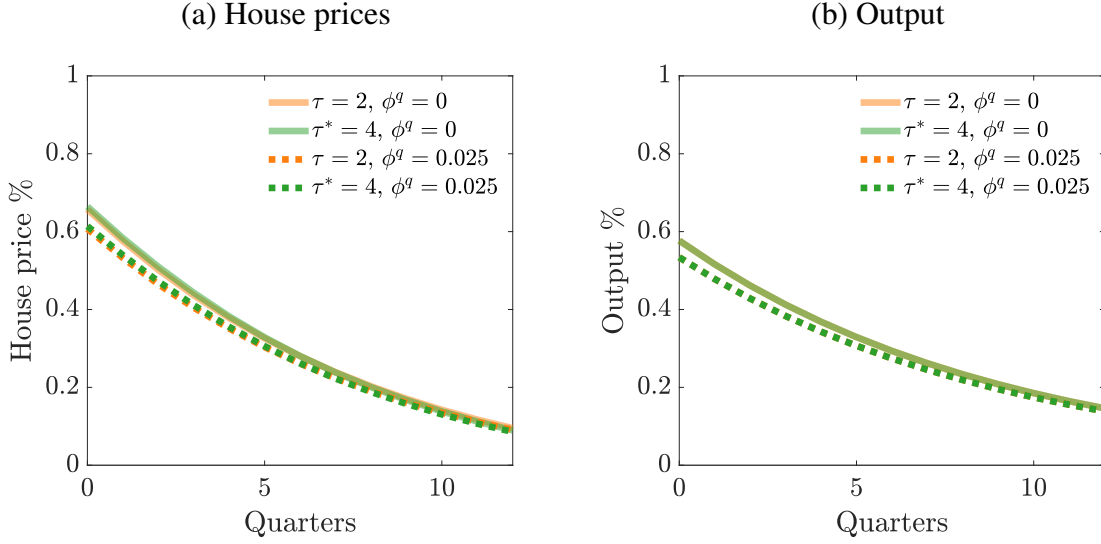 (a) House prices
1
0.8
0.6
0.4
0.2
0
0
5
10
House price %
Quarters
τ = 2, φ^q = 0
τ* = 4, φ^q = 0
τ = 2, φ^q = 0.025
τ* = 4, φ^q = 0.025
(b) Output
1
0.8
0.6
0.4
0.2
0
0
5
10
Output %
Quarters
τ = 2, φ^q = 0
τ* = 4, φ^q = 0
τ = 2, φ^q = 0.025
τ* = 4, φ^q = 0.025